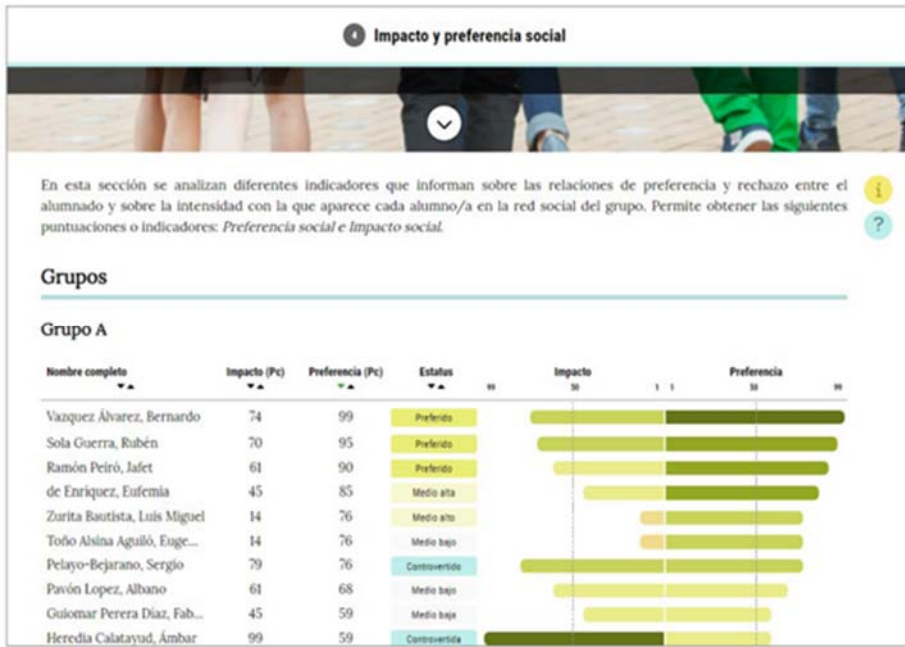 4 Impacto y preferencia social
En esta sección se analizan diferentes indicadores que informan sobre las relaciones de preferencia y rechazo entre el
alumnado y sobre la intensidad con la que aparece cada alumno/a en la red social del grupo. Permite obtener las siguientes
puntuaciones o indicadores: Preferencia social e Impacto social.
i
?
Grupos
Grupo A
Nombre completo Impacto (Pc) Preferencia (Pc) Estatus Impacto Preferencia
99 50 1 1 50 99
Vazquez Álvarez, Bernardo 74 99 Preferido
Sola Guerra, Rubén 70 95 Preferido
Ramón Peiró, Jafet 61 90 Preferido
de Enríquez, Eufemia 45 85 Medio alta
Zurita Bautista, Luis Miguel 14 76 Medio alto
Toño Alsina Aguiló, Euge... 14 76 Medio bajo
Pelayo-Bejarano, Sergio 79 76 Controvertido
Pavón Lopez, Albano 61 68 Medio bajo
Guiomar Perera Díaz, Fab... 45 59 Medio baja
Heredia Calatayud, Ámbar 99 59 Controvertida